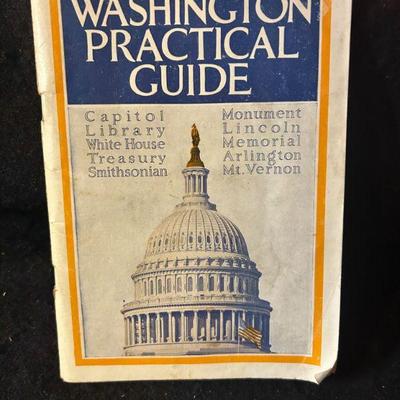 WASHINGTON
PRACTICAL
GUIDE
Capitol
Library
White House
Treasury
Smithsonian
Monument
Lincoln
Memorial
Arlington
Mt. Vernon